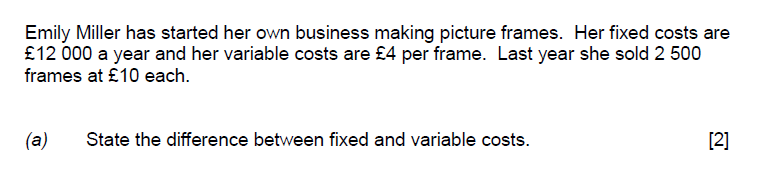 Emily Miller has started her own business making picture frames. Her fixed costs are
£12 000 a year and her variable costs are £4 per frame. Last year she sold 2 500
frames at £10 each.
(a) State the difference between fixed and variable costs. [2]